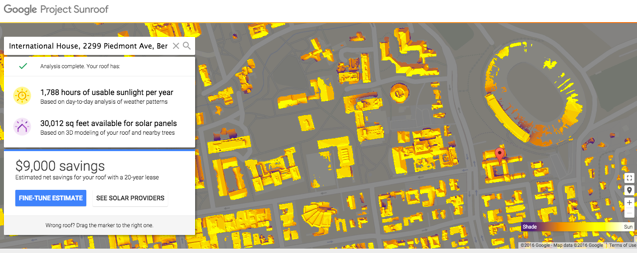 Google Project Sunroof
International House, 2299 Piedmont Ave, Ber
Analysis complete. Your roof has:
1,788 hours of usable sunlight per year
Based on day-to-day analysis of weather patterns
30,012 sq feet available for solar panels
Based on 3D modeling of your roof and nearby trees
$9,000 savings
Estimated net savings for your roof with a 20-year lease
FINE-TUNE ESTIMATE SEE SOLAR PROVIDERS
Wrong roof? Drag the marker to the right one.
Shade Sun
©2016 Google - Map data ©2016 Google Terms of Use